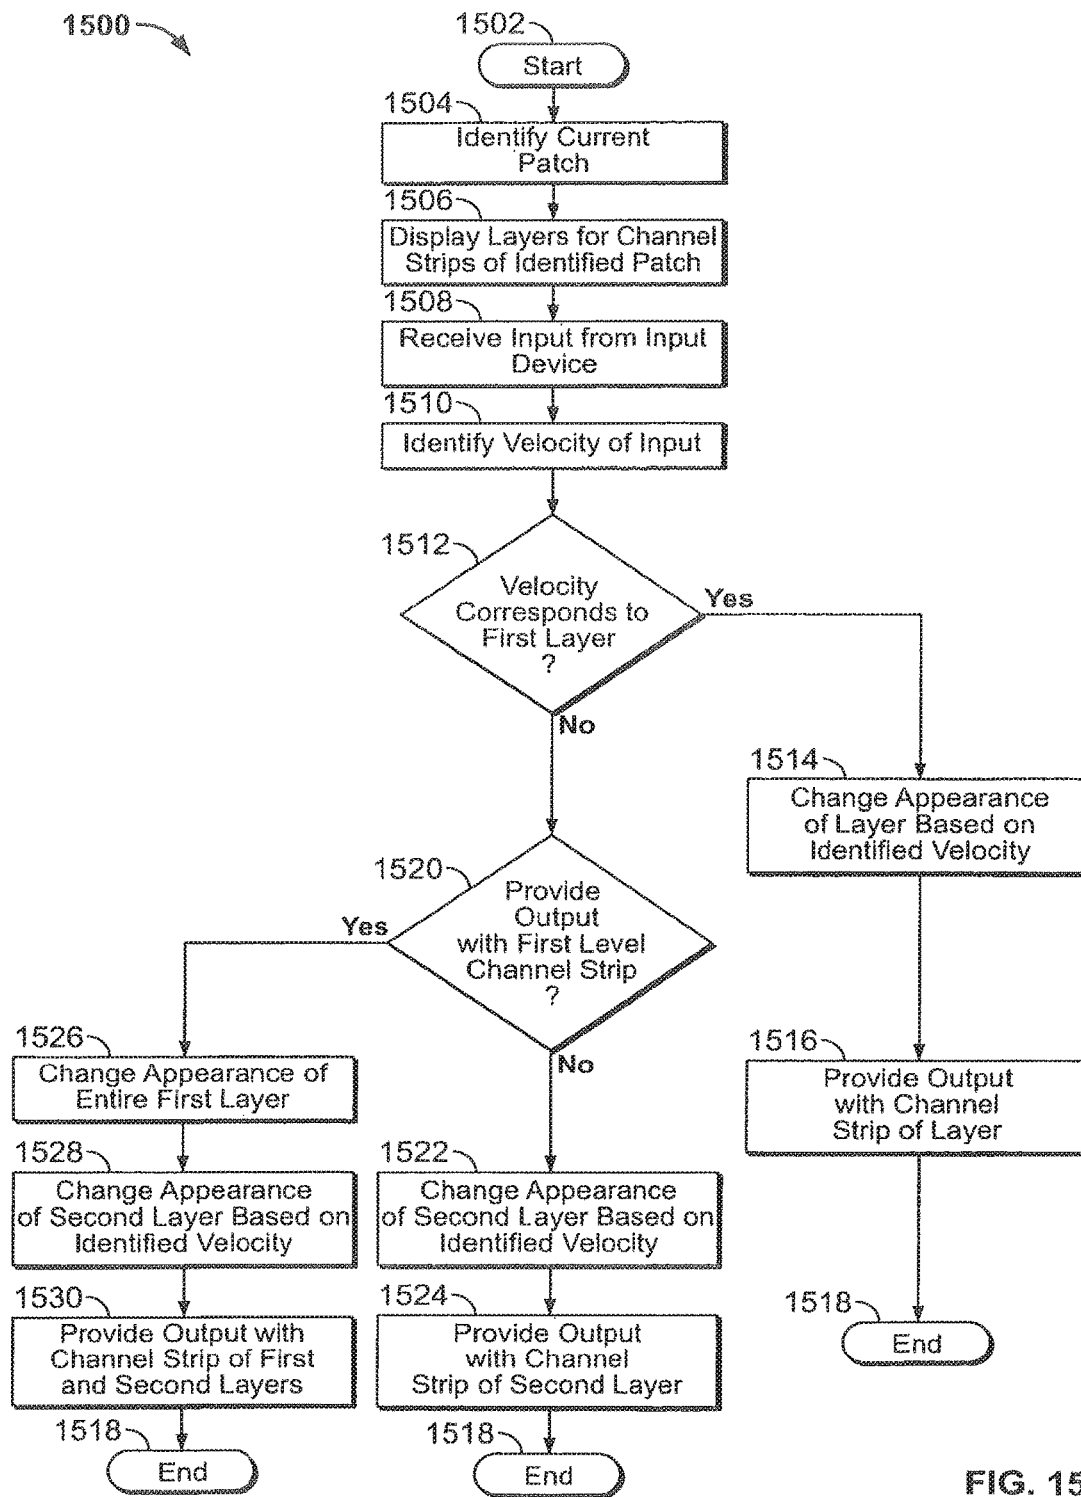 1500
1502
Start
1504
Identify Current
Patch
1506
Display Layers for Channel
Strips of Identified Patch
1508
Receive Input from Input
Device
1510
Identify Velocity of Input
1512
Velocity
Corresponds to
First Layer
?
Yes
No
1514
Change Appearance
of Layer Based on
Identified Velocity
1516
Provide Output
with Channel
Strip of Layer
1518
End
1520
Provide
Output
with First Level
Channel Strip
?
Yes
No
1526
Change Appearance of
Entire First Layer
1528
Change Appearance
of Second Layer Based on
Identified Velocity
1530
Provide Output with
Channel Strip of First
and Second Layers
1518
End
1522
Change Appearance
of Second Layer Based on
Identified Velocity
1524
Provide Output
with Channel
Strip of Second Layer
1518
End
FIG. 15